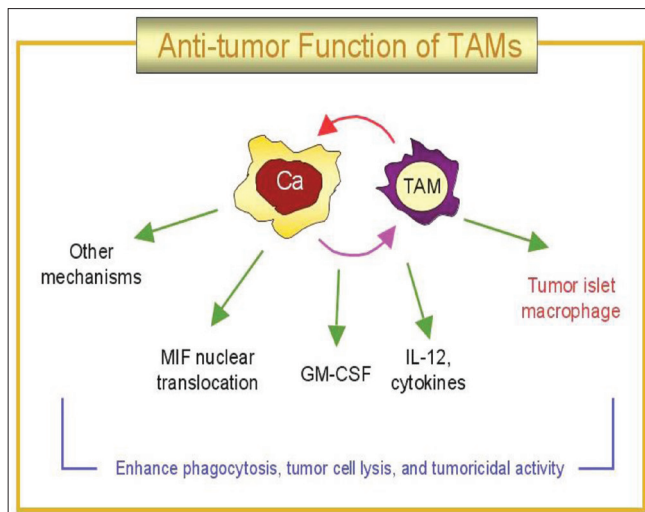 Anti-tumor Function of TAMs
Ca
TAM
Other
mechanisms
MIF nuclear
translocation
GM-CSF
IL-12,
cytokines
Tumor islet
macrophage
Enhance phagocytosis, tumor cell lysis, and tumoricidal activity